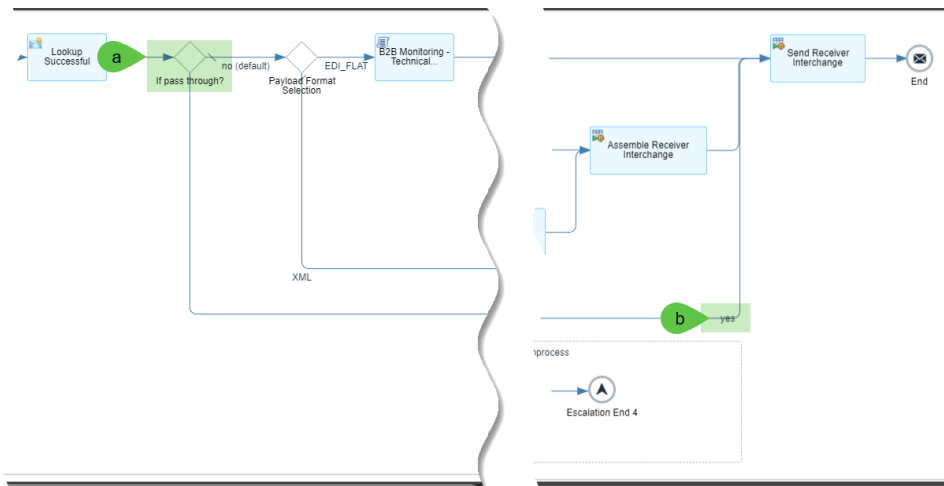 Lookup
Successful
a
If pass through?
no (default)
Payload Format
Selection
EDI_FLAT
B2B Monitoring -
Technical...
XML
Send Receiver
Interchange
End
Assemble Receiver
Interchange
b
yes
process
Escalation End 4